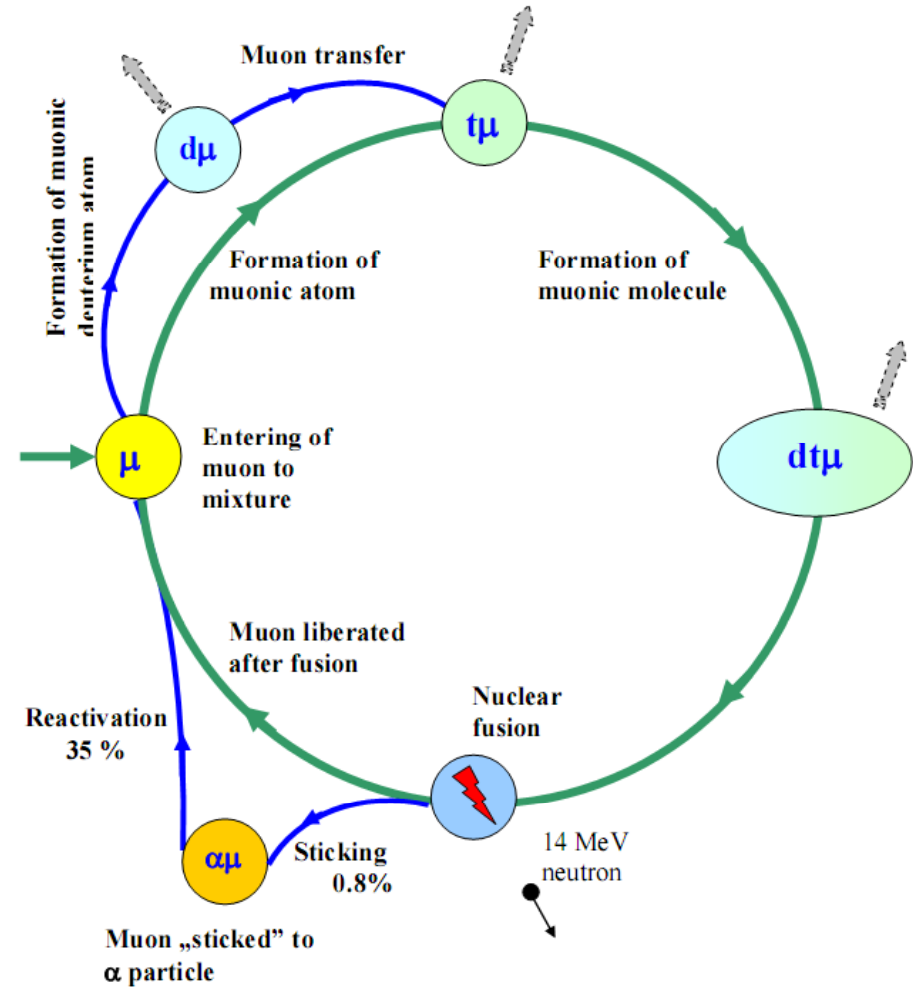 Muon transfer
dμ
tμ
Formation of muonic
deuterium atom
Formation of
muonic atom
Formation of
muonic molecule
μ
Entering of
muon to
mixture
dtμ
Muon liberated
after fusion
Nuclear
fusion
Reactivation
35 %
αμ
Sticking
0.8%
14 MeV
neutron
Muon „sticked” to
α particle